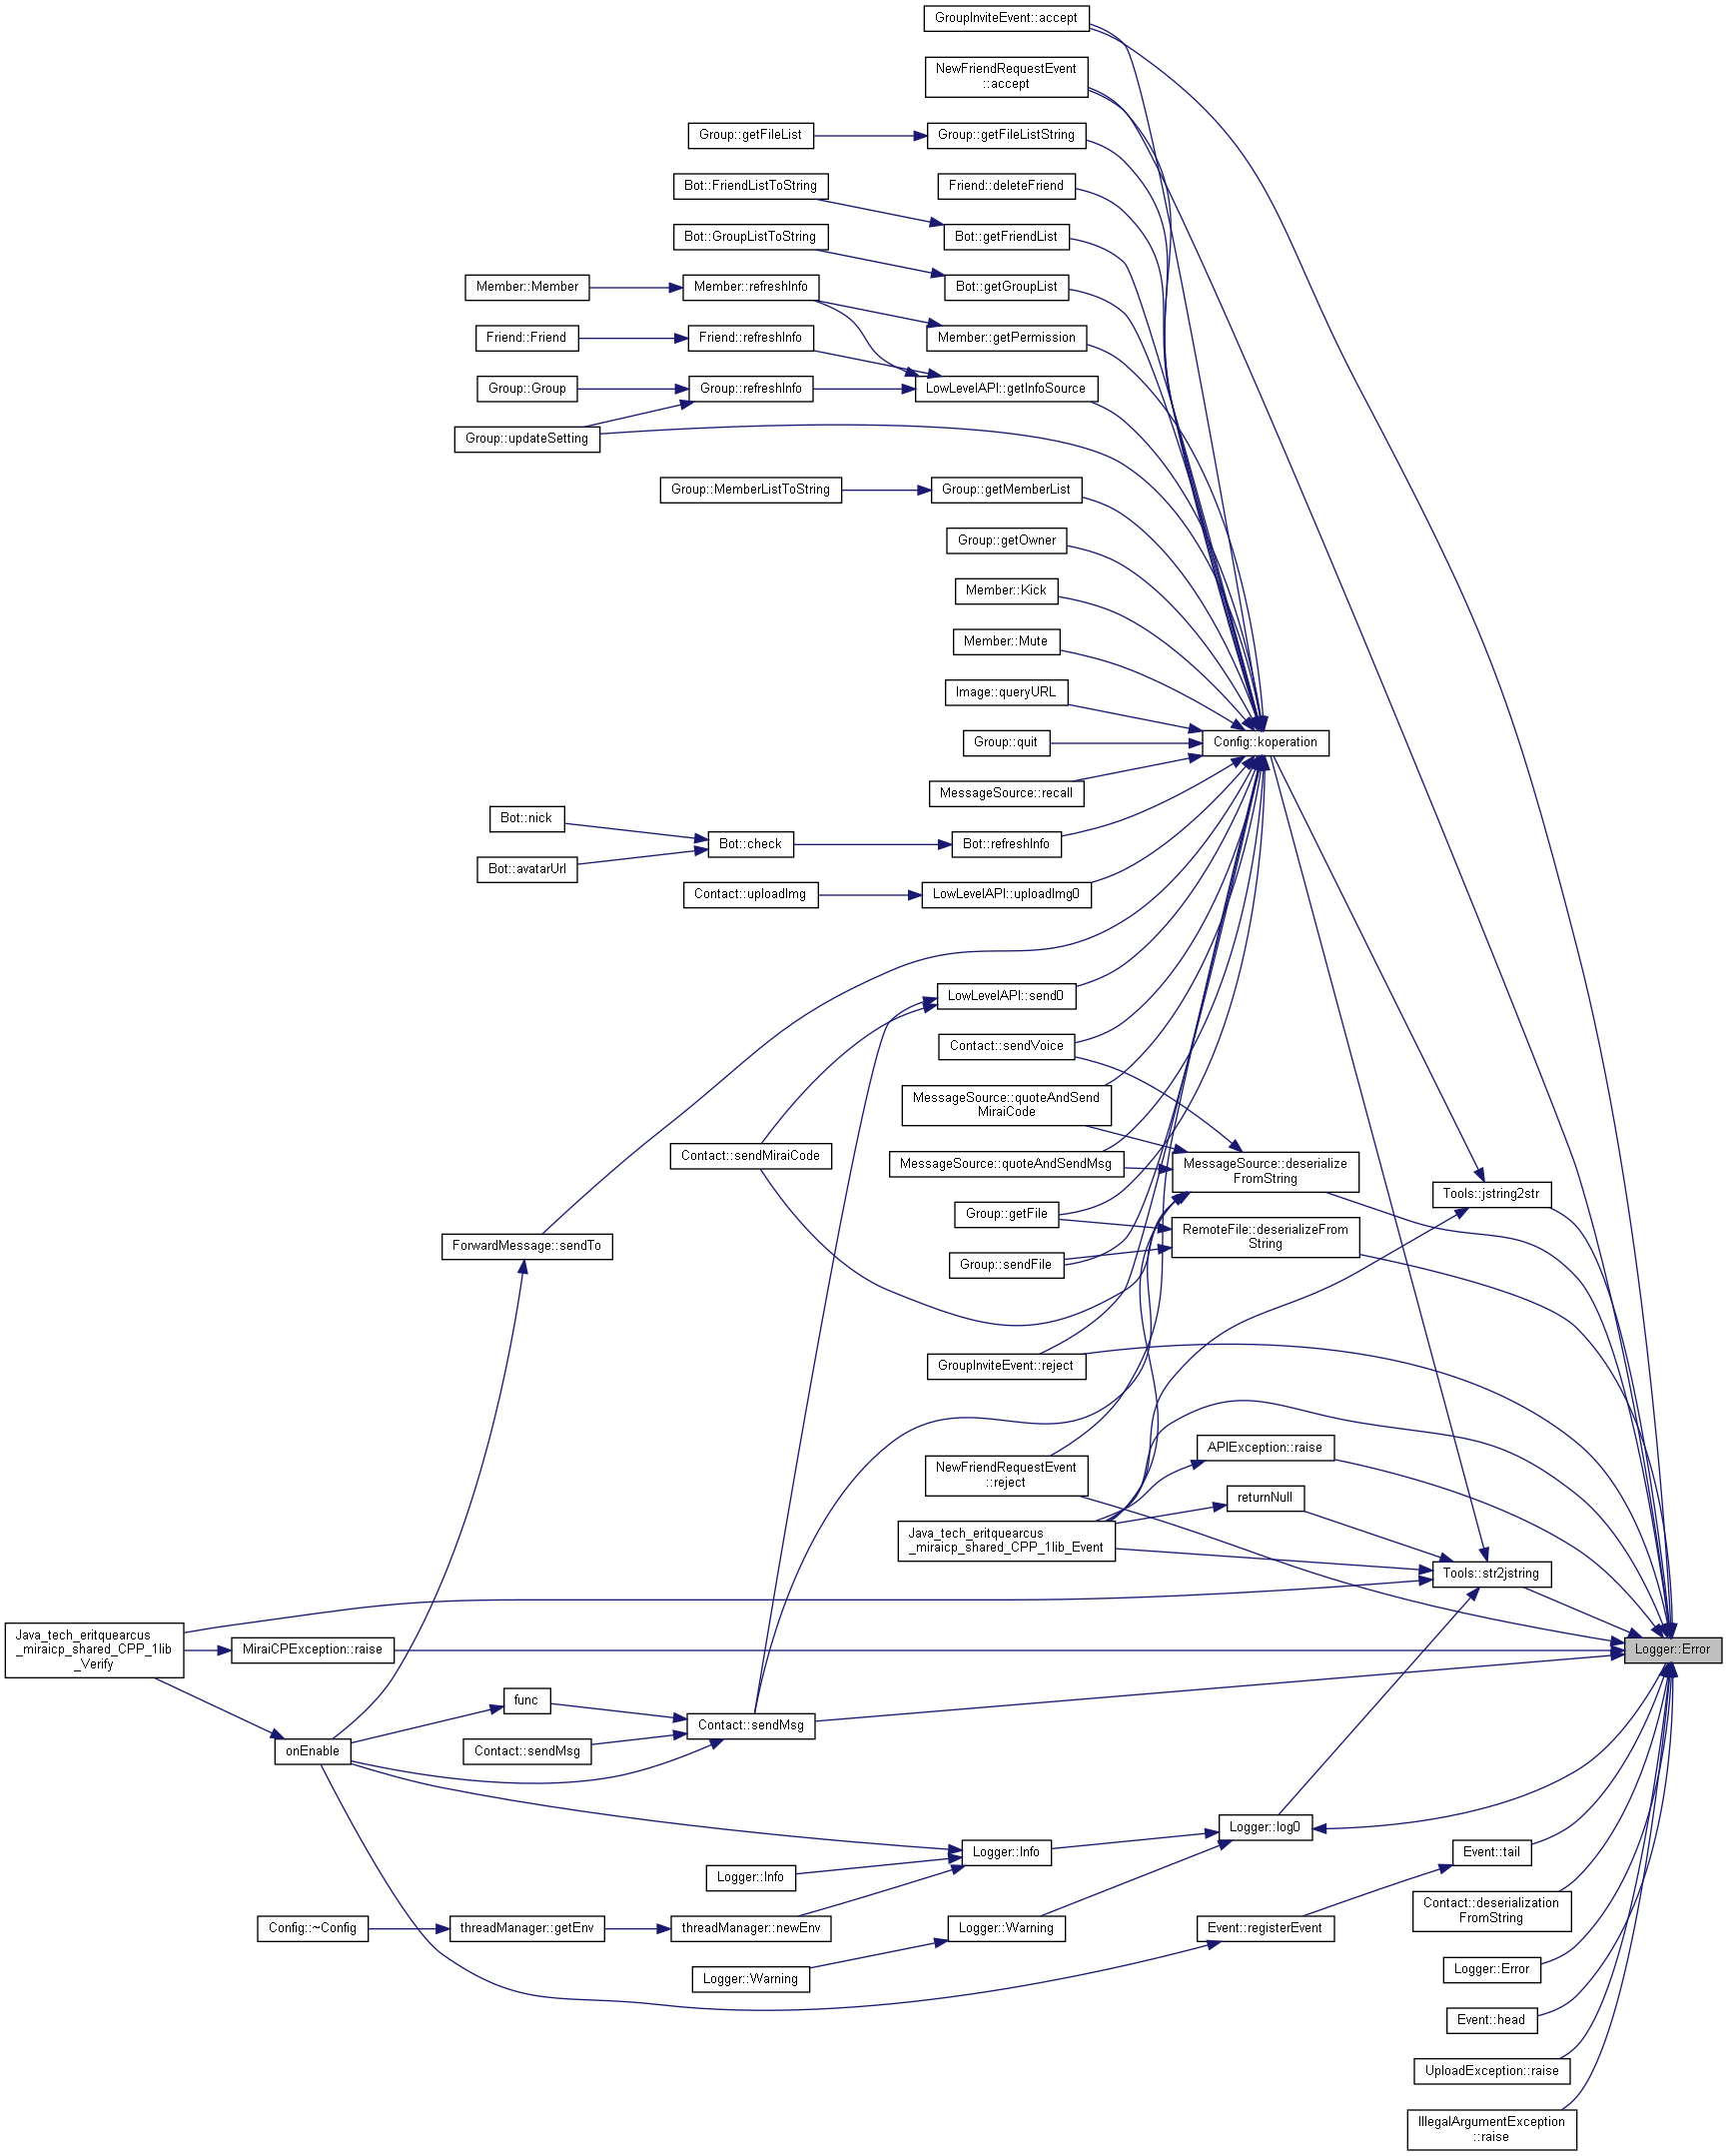 GroupInviteEvent::accept
NewFriendRequestEvent
::accept
Group::getFileList
Group::getFileListString
Bot::FriendListToString
Friend::deleteFriend
Bot::GroupListToString
Bot::getFriendList
Member::Member
Member::refreshInfo
Bot::getGroupList
Friend::Friend
Friend::refreshInfo
Member::getPermission
Group::Group
Group::refreshInfo
LowLevelAPI::getInfoSource
Group::updateSetting
Group::MemberListToString
Group::getMemberList
Group::getOwner
Member::Kick
Member::Mute
Image::queryURL
Group::quit
Config::koperation
MessageSource::recall
Bot::nick
Bot::check
Bot::refreshInfo
Bot::avatarUrl
Contact::uploadImg
LowLevelAPI::uploadImg0
LowLevelAPI::send0
Contact::sendVoice
MessageSource::quoteAndSend
MiraiCode
Contact::sendMiraiCode
MessageSource::quoteAndSendMsg
MessageSource::deserialize
FromString
Tools::jstring2str
Group::getFile
RemoteFile::deserializeFrom
String
ForwardMessage::sendTo
Group::sendFile
GroupInviteEvent::reject
APIException::raise
NewFriendRequestEvent
::reject
returnNull
Java_tech_eritquearcus
_miraicp_shared_CPP_1lib_Event
Tools::str2jstring
Java_tech_eritquearcus
_miraicp_shared_CPP_1lib
_Verify
MiraiCPException::raise
Logger::Error
func
Contact::sendMsg
onEnable
Contact::sendMsg
Logger::log0
Logger::Info
Event::tail
Logger::Info
Contact::deserialization
FromString
Config::~Config
threadManager::getEnv
threadManager::newEnv
Logger::Warning
Event::registerEvent
Logger::Warning
Logger::Error
Event::head
UploadException::raise
IllegalArgumentException
::raise